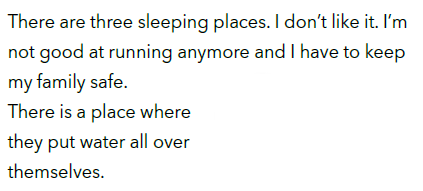 There are three sleeping places. I don’t like it. I’m
not good at running anymore and I have to keep
my family safe.
There is a place where
they put water all over
themselves.